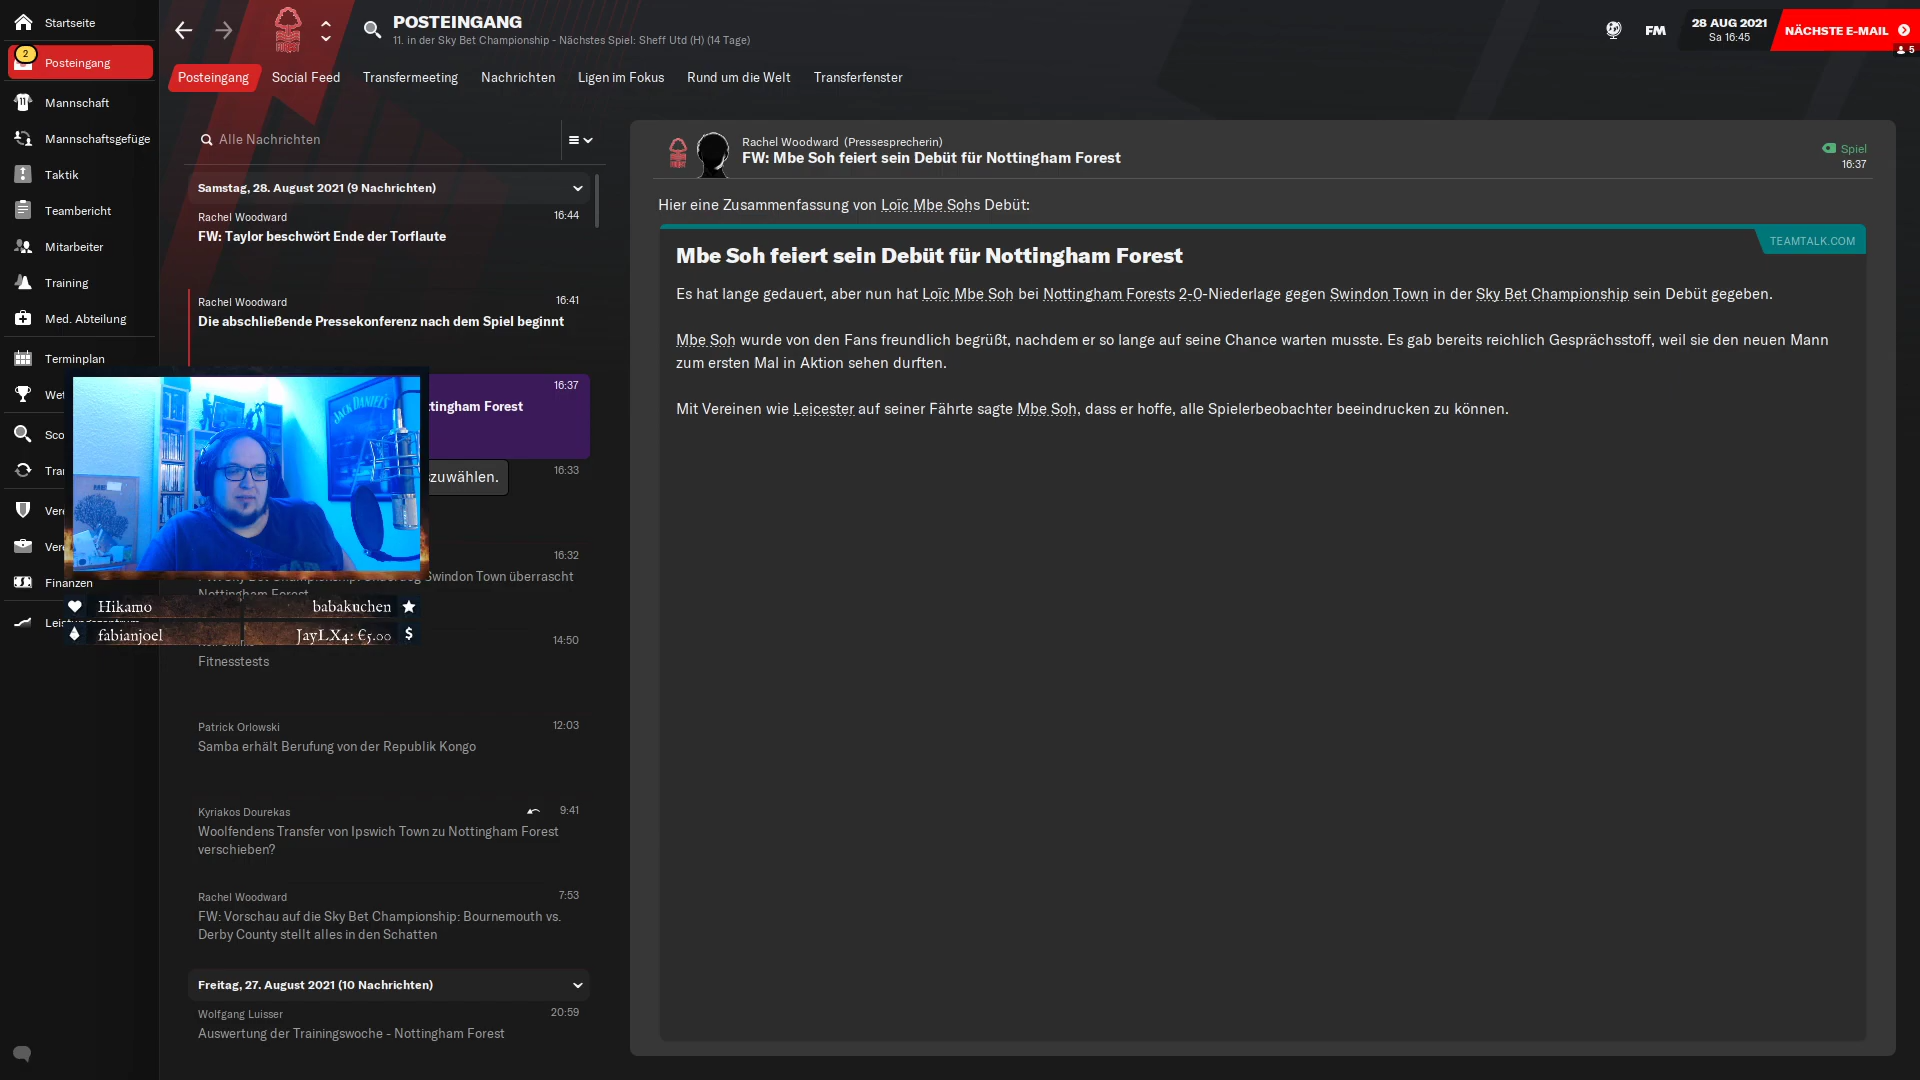 Startseite
2
Posteingang
Mannschaft
Mannschaftsgefüge
Taktik
Teambericht
Mitarbeiter
Training
Med. Abteilung
Terminplan
Finanzen
POSTEINGANG
11. in der Sky Bet Championship - Nächstes Spiel: Sheff Utd (H) (14 Tage)
FM
28 AUG 2021
Sa 16:45
NÄCHSTE E-MAIL
5
Posteingang Social Feed Transfermeeting Nachrichten Ligen im Fokus Rund um die Welt Transferfenster
Alle Nachrichten
Samstag, 28. August 2021 (9 Nachrichten)
Rachel Woodward 16:44
FW: Taylor beschwört Ende der Torflaute
Rachel Woodward 16:41
Die abschließende Pressekonferenz nach dem Spiel beginnt
16:37
ttingham Forest
JACK DANIEL'S
16:33
zuwählen.
16:32
Swindon Town überrascht
Nottingham Forest
Hikamo babakuchen
fabianjoel JayLX4: €5.00
14:50
Fitnesstests
Patrick Orlowski 12:03
Samba erhält Berufung von der Republik Kongo
Kyriakos Dourekas 9:41
Woolfendens Transfer von Ipswich Town zu Nottingham Forest
verschieben?
Rachel Woodward 7:53
FW: Vorschau auf die Sky Bet Championship: Bournemouth vs.
Derby County stellt alles in den Schatten
Freitag, 27. August 2021 (10 Nachrichten)
Wolfgang Luisser 20:59
Auswertung der Trainingswoche - Nottingham Forest
Rachel Woodward (Pressesprecherin)
FW: Mbe Soh feiert sein Debüt für Nottingham Forest
Spiel
16:37
Hier eine Zusammenfassung von Loïc Mbe Sohs Debüt:
TEAMTALK.COM
Mbe Soh feiert sein Debüt für Nottingham Forest
Es hat lange gedauert, aber nun hat Loïc Mbe Soh bei Nottingham Forests 2-0-Niederlage gegen Swindon Town in der Sky Bet Championship sein Debüt gegeben.
Mbe Soh wurde von den Fans freundlich begrüßt, nachdem er so lange auf seine Chance warten musste. Es gab bereits reichlich Gesprächsstoff, weil sie den neuen Mann
zum ersten Mal in Aktion sehen durften.
Mit Vereinen wie Leicester auf seiner Fährte sagte Mbe Soh, dass er hoffe, alle Spielerbeobachter beeindrucken zu können.